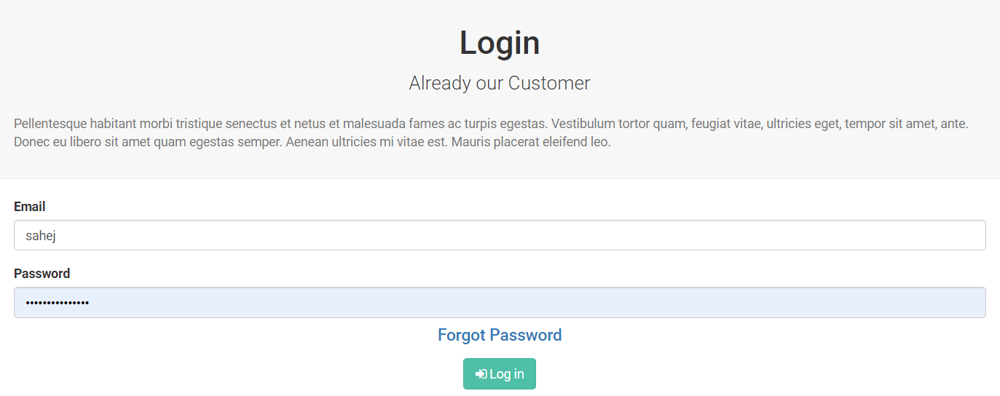 Login
Already our Customer
Pellentesque habitant morbi tristique senectus et netus et malesuada fames ac turpis egestas. Vestibulum tortor quam, feugiat vitae, ultricies eget, tempor sit amet, ante.
Donec eu libero sit amet quam egestas semper. Aenean ultricies mi vitae est. Mauris placerat eleifend leo.
Email
sahej
Password
•••••••••••••••
Forgot Password
Log in